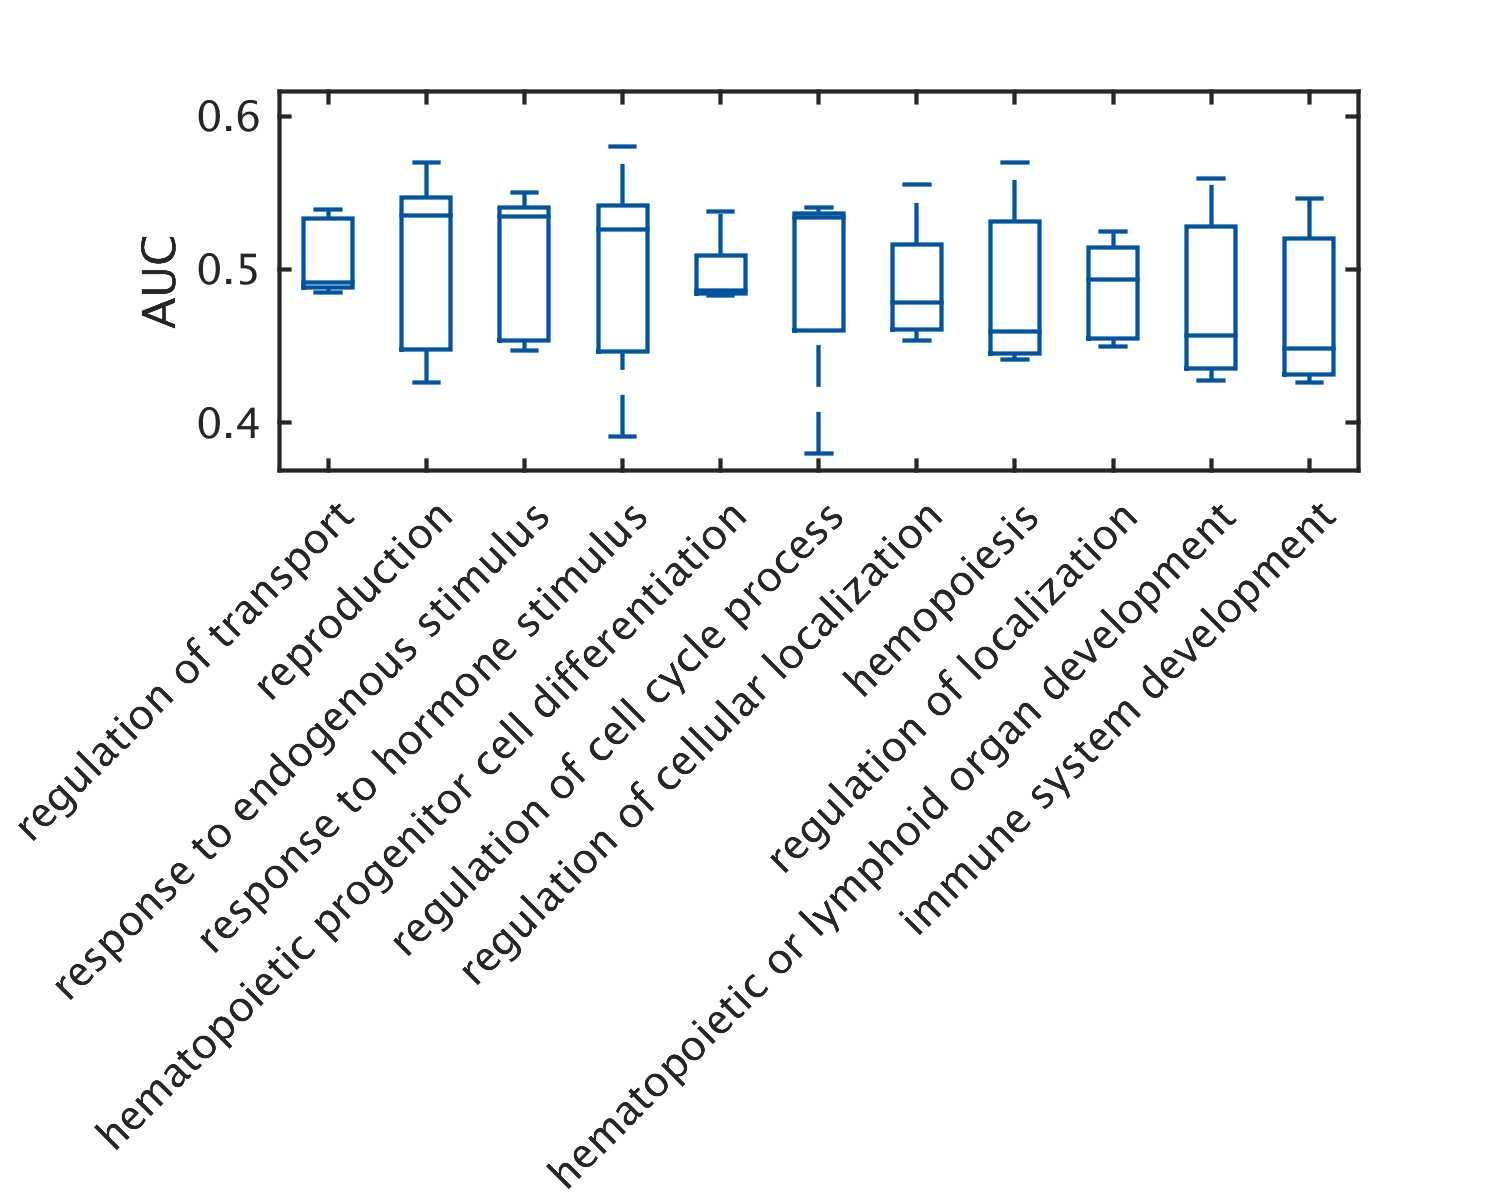 0.6
0.5
0.4
AUC
regulation of transport
reproduction
response to endogenous stimulus
response to hormone stimulus
hematopoietic progenitor cell differentiation
regulation of cell cycle process
regulation of cellular localization
hemopoiesis
regulation of localization
hematopoietic or lymphoid organ development
immune system development